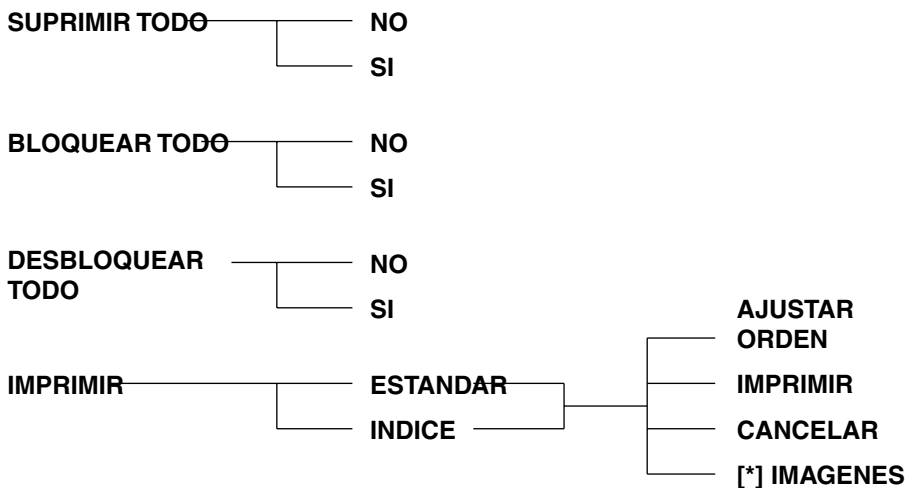 SUPRIMIR TODO
NO
SI
BLOQUEAR TODO
NO
SI
DESBLOQUEAR
TODO
NO
SI
IMPRIMIR
ESTANDAR
INDICE
AJUSTAR
ORDEN
IMPRIMIR
CANCELAR
[*] IMAGENES